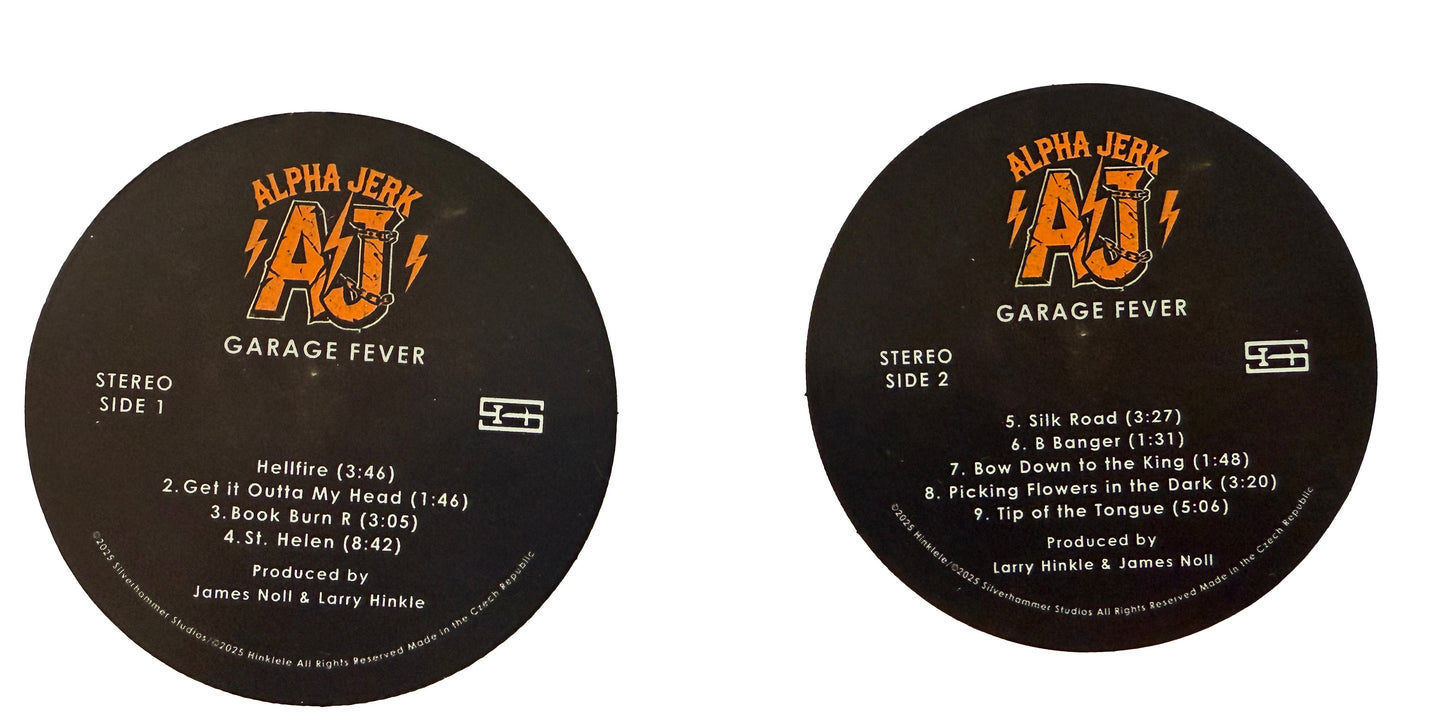 ALPHA JERK
AJ
GARAGE FEVER
STEREO
SIDE 1
Hellfire (3:46)
2.Get it Outta My Head (1:46)
3.Book Burn R (3:05)
4.St. Helen (8:42)
Produced by
James Noll & Larry Hinkle
©2025 Silverhammer Studios/©2025 Hinklele All Rights Reserved Made in the Czech Republic
ALPHA JERK
AJ
GARAGE FEVER
STEREO
SIDE 2
5. Silk Road (3:27)
6. B Banger (1:31)
7. Bow Down to the King (1:48)
8. Picking Flowers in the Dark (3:20)
9. Tip of the Tongue (5:06)
Produced by
Larry Hinkle & James Noll
©2025 Hinklele/©2025 Silverhammer Studios All Rights Reserved Made in the Czech Republic